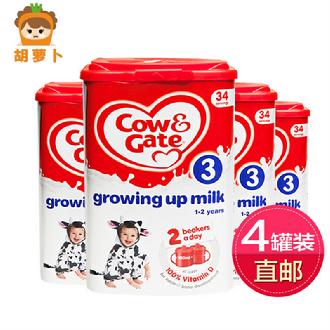 胡萝卜
34
34
34
Cow&
Gate
3
3
3
growing up milk
1-2 years
2 beakers
a day
100% Vitamin D
4罐装
直邮